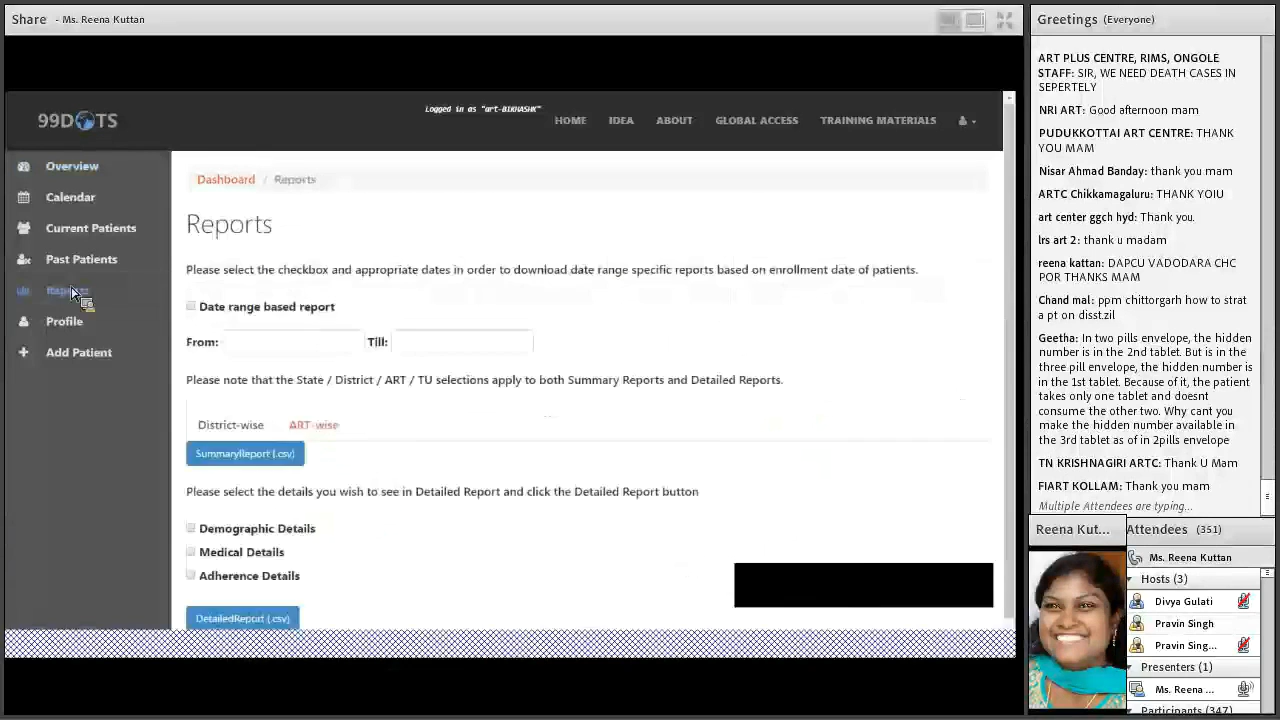 Share - Ms. Reena Kuttan
99DOTS
Logged in as "art-BIKHASHK"
HOME IDEA ABOUT GLOBAL ACCESS TRAINING MATERIALS
Overview
Calendar
Current Patients
Past Patients
Reports
Profile
Add Patient
Dashboard / Reports
Reports
Please select the checkbox and appropriate dates in order to download date range specific reports based on enrollment date of patients.
Date range based report
From: Till:
Please note that the State / District / ART / TU selections apply to both Summary Reports and Detailed Reports.
District-wise ART-wise
SummaryReport (.csv)
Please select the details you wish to see in Detailed Report and click the Detailed Report button
Demographic Details
Medical Details
Adherence Details
DetailedReport (.csv)
Greetings (Everyone)
ART PLUS CENTRE, RIMS, ONGOLE
STAFF: SIR, WE NEED DEATH CASES IN
SEPERTELY
NRI ART: Good afternoon mam
PUDUKKOTTAI ART CENTRE: THANK
YOU MAM
Nisar Ahmad Banday: thank you mam
ARTC Chikkamagaluru: THANK YOIU
art center ggch hyd: Thank you.
lrs art 2: thank u madam
reena kattan: DAPCU VADODARA CHC
POR THANKS MAM
Chand mal: ppm chittorgarh how to strat
a pt on disst.zil
Geetha: In two pills envelope, the hidden
number is in the 2nd tablet. But is in the
three pill envelope, the hidden number is
in the 1st tablet. Because of it, the patient
takes only one tablet and doesnt
consume the other two. Why cant you
make the hidden number available in
the 3rd tablet as of in 2pills envelope
TN KRISHNAGIRI ARTC: Thank U Mam
FIART KOLLAM: Thank you mam
Multiple Attendees are typing...
Reena Kut...
Attendees (351)
Ms. Reena Kuttan
Hosts (3)
Divya Gulati
Pravin Singh
Pravin Sing...
Presenters (1)
Ms. Reena ...
Participants (347)